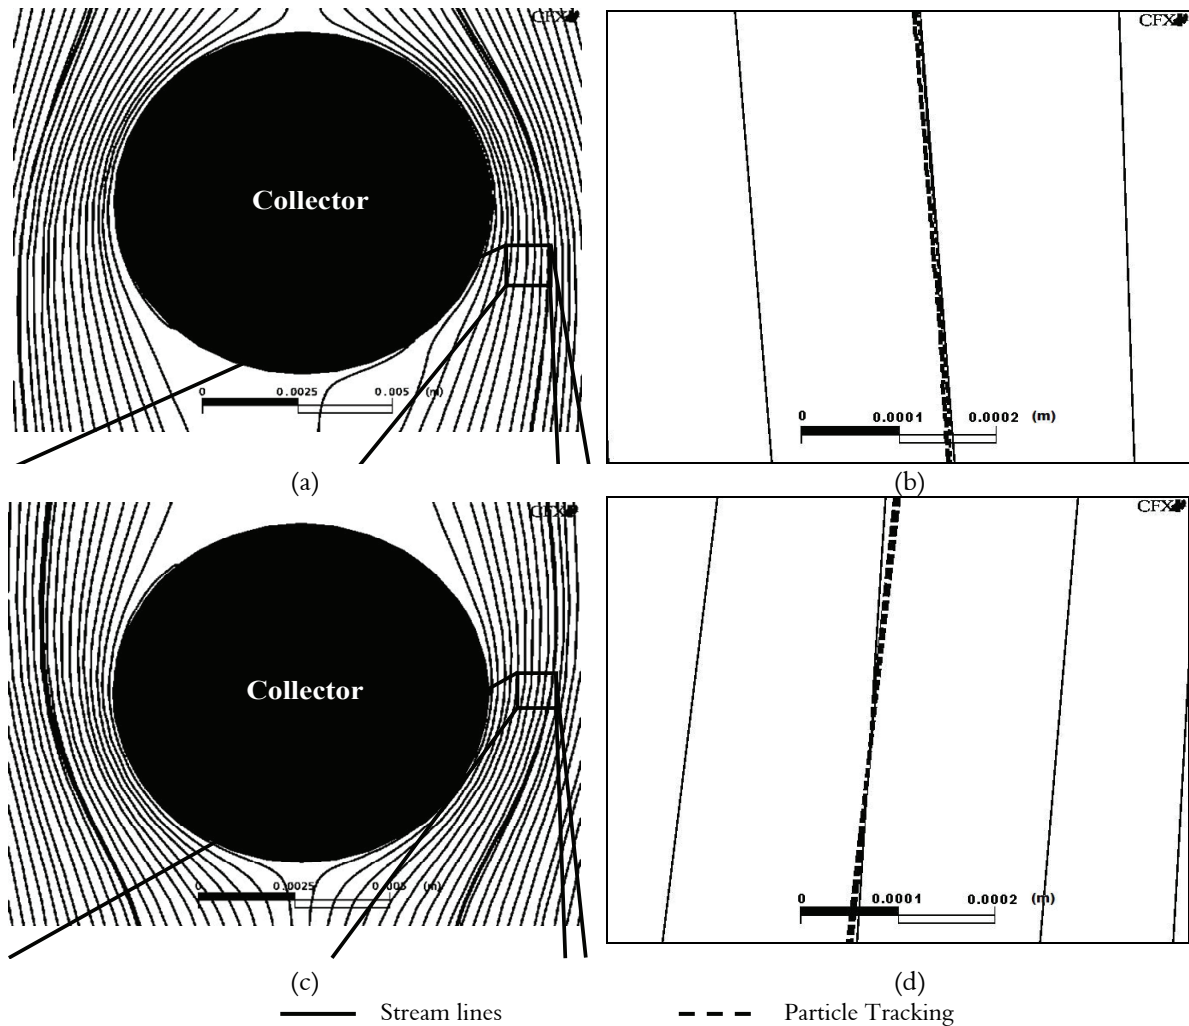 CFX
Collector
0 0.0025 0.005 (m)
(a)
CFX
0 0.0001 0.0002 (m)
(b)
CFX
Collector
0 0.0025 0.005 (m)
(c)
CFX
0 0.0001 0.0002 (m)
(d)
Stream lines Particle Tracking